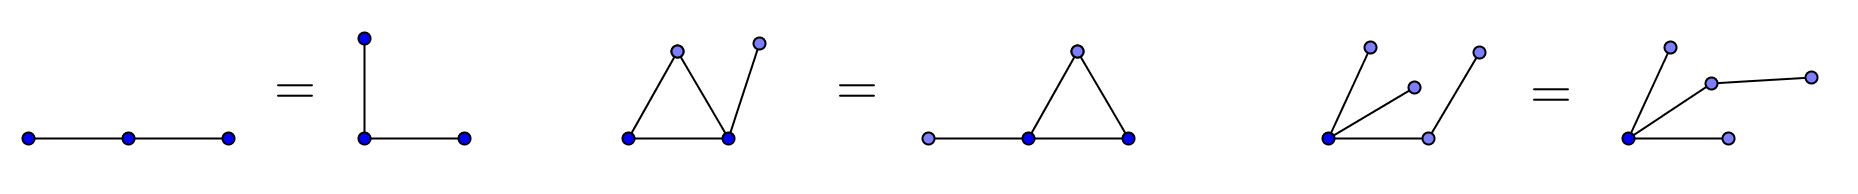 = = =